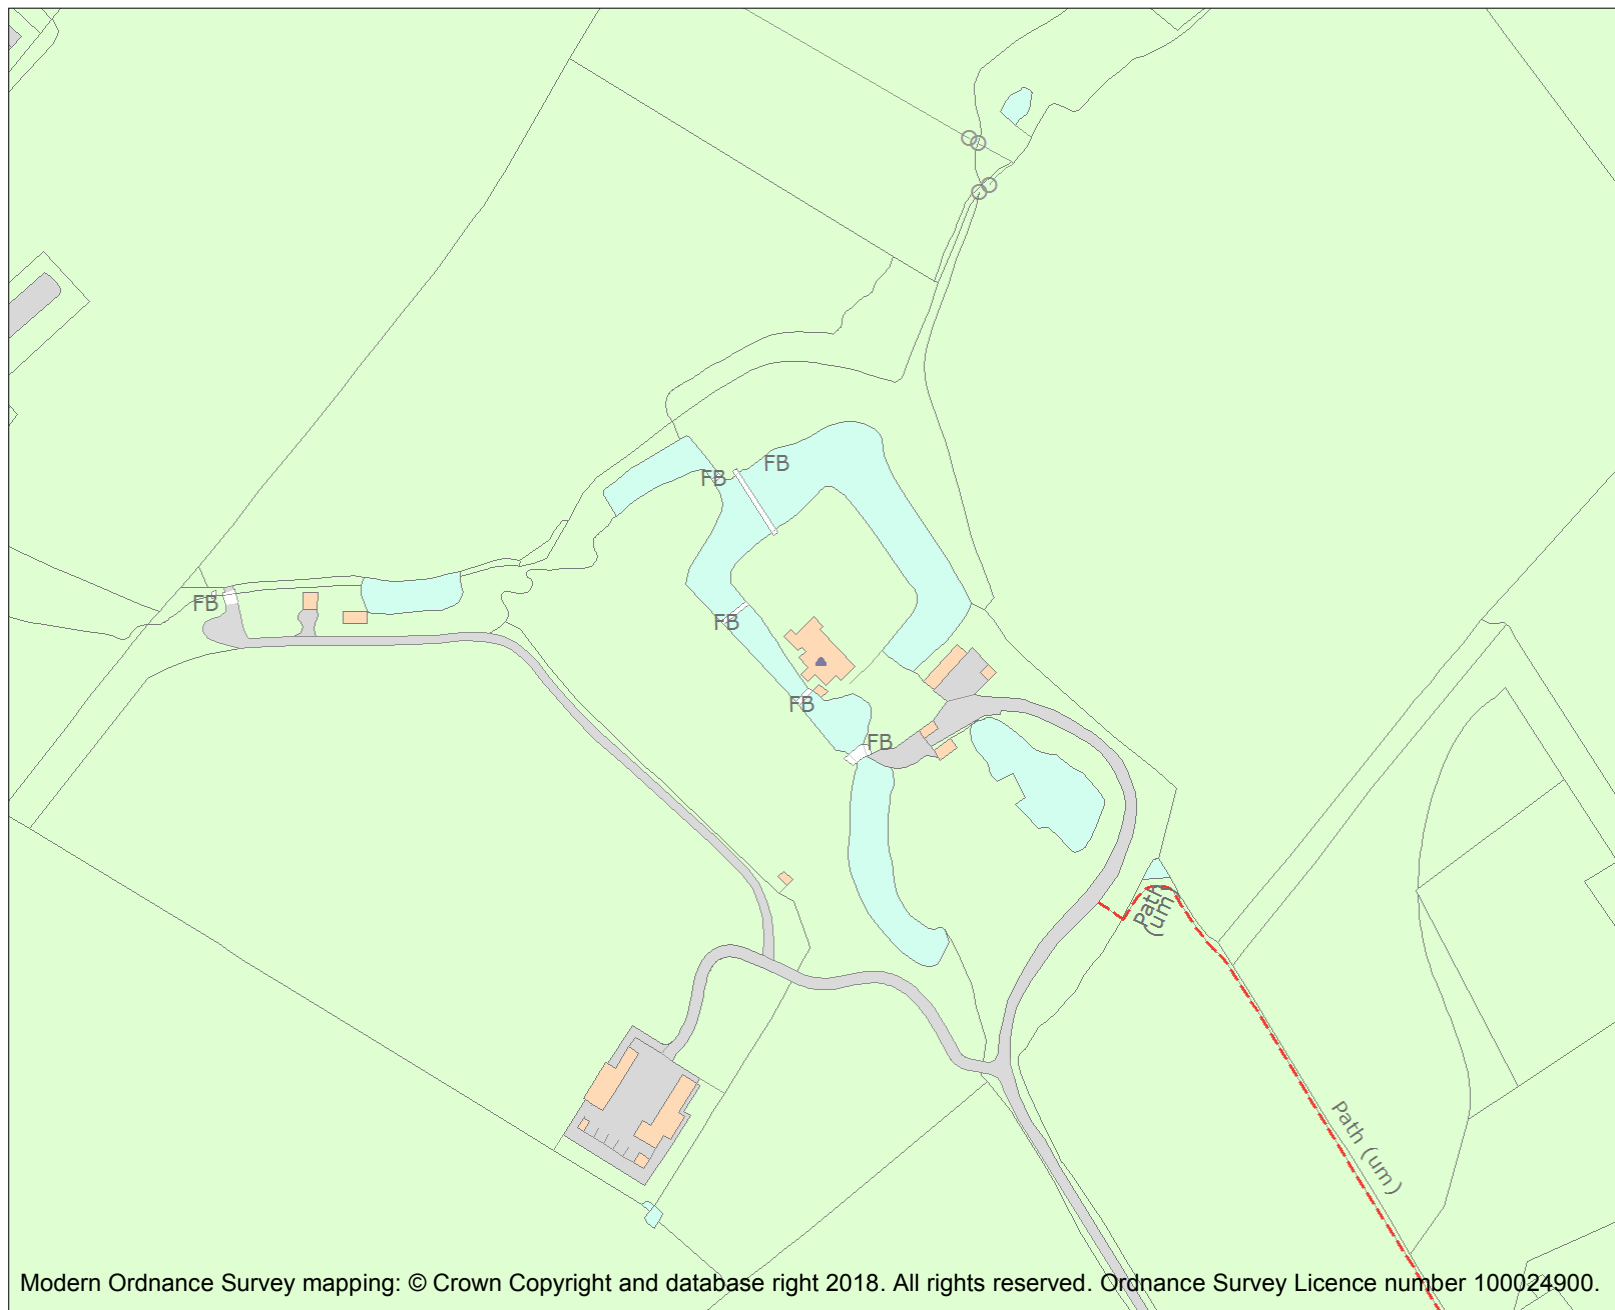 FB
FB
FB
FB
FB
FB
Path
(um)
Path (um)
Modern Ordnance Survey mapping: © Crown Copyright and database right 2018. All rights reserved. Ordnance Survey Licence number 100024900.